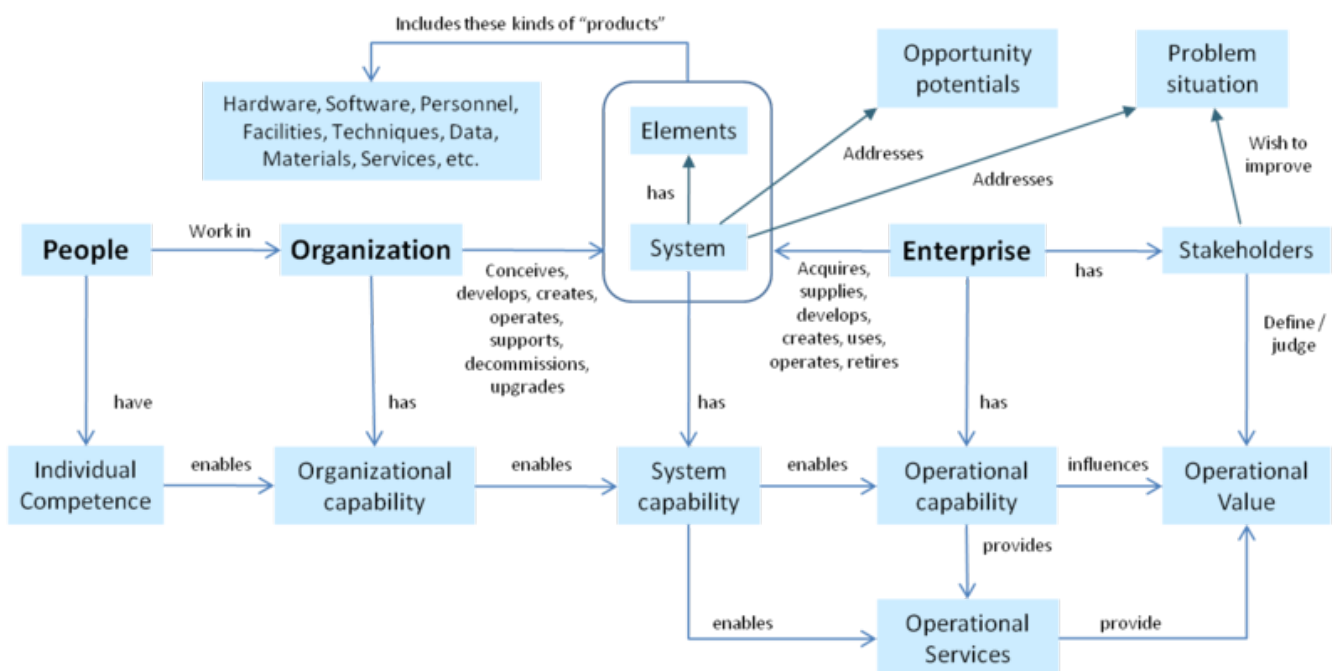 Includes these kinds of “products”
Opportunity
potentials
Problem
situation
Hardware, Software, Personnel,
Facilities, Techniques, Data,
Materials, Services, etc.
Elements
Addresses
Wish to
improve
has
Addresses
People
Work in
Organization
System
Enterprise
Stakeholders
Conceives,
develops, creates,
operates,
supports,
decommissions,
upgrades
Acquires,
supplies,
develops,
creates, uses,
operates, retires
has
Define /
judge
have
has
has
has
Individual
Competence
enables
Organizational
capability
enables
System
capability
enables
Operational
capability
influences
Operational
Value
provides
enables
Operational
Services
provide